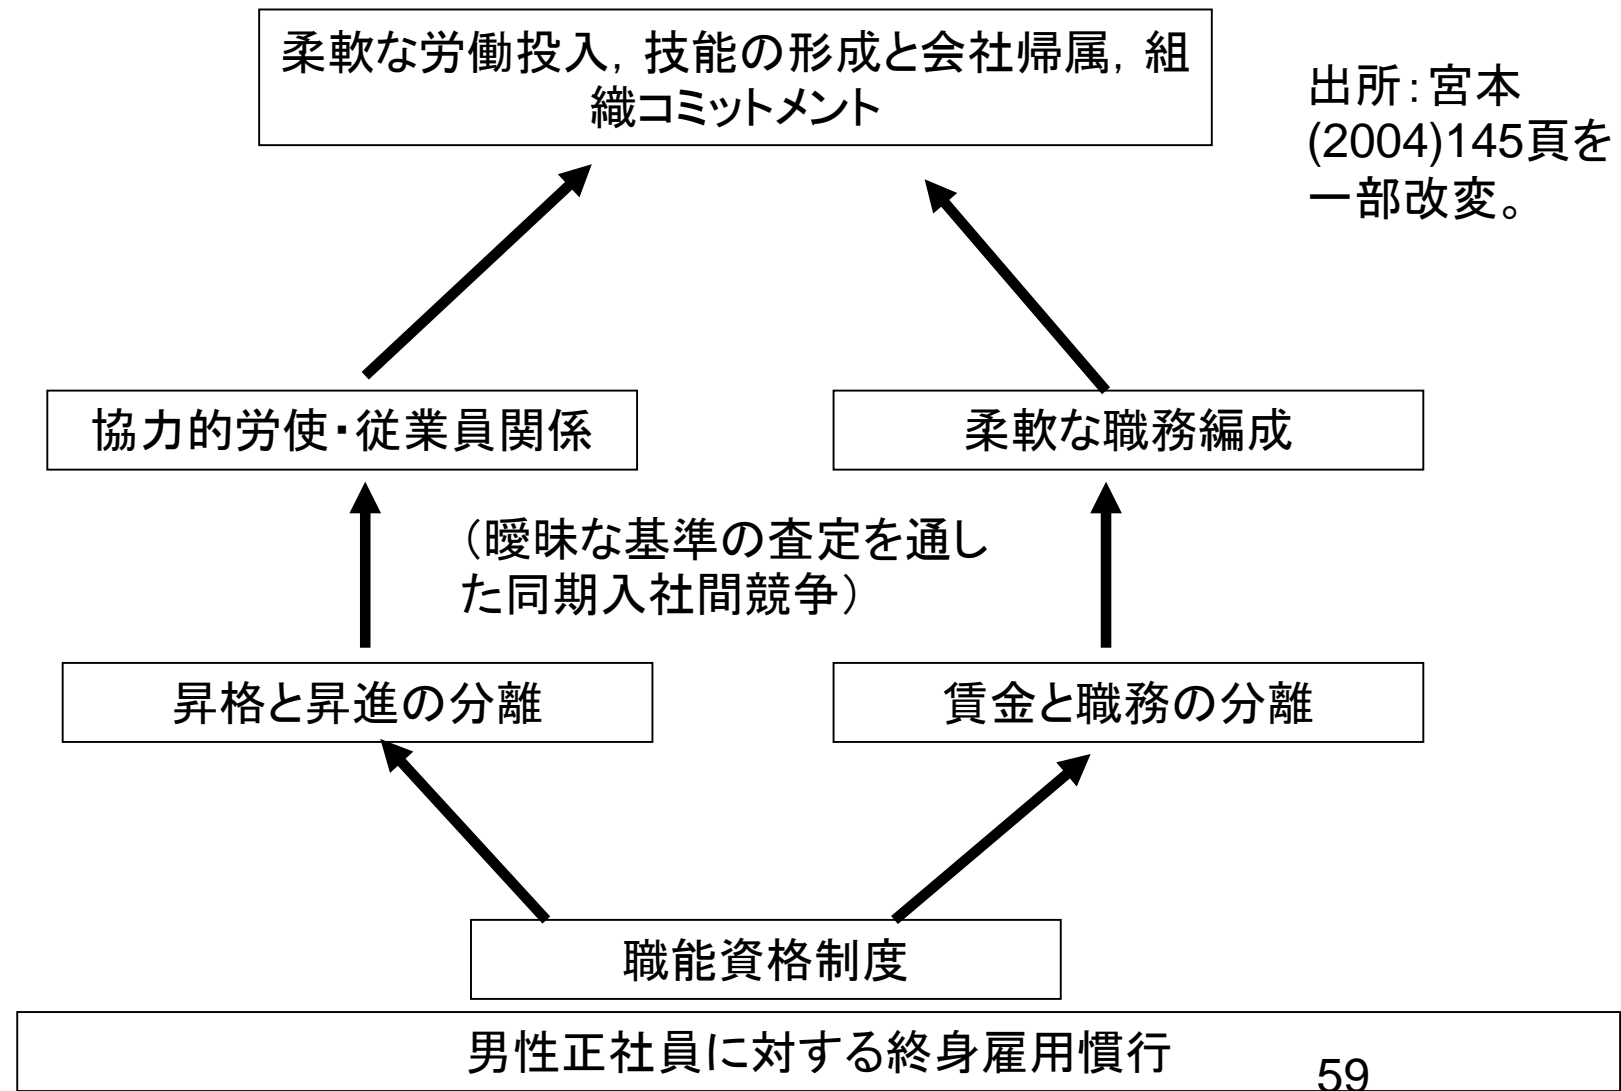 柔軟な労働投入，技能の形成と会社帰属，組
織コミットメント
出所：宮本
(2004)145頁を
一部改変。
協力的労使・従業員関係
柔軟な職務編成
（曖昧な基準の査定を通し
た同期入社間競争）
昇格と昇進の分離
賃金と職務の分離
職能資格制度
男性正社員に対する終身雇用慣行
59